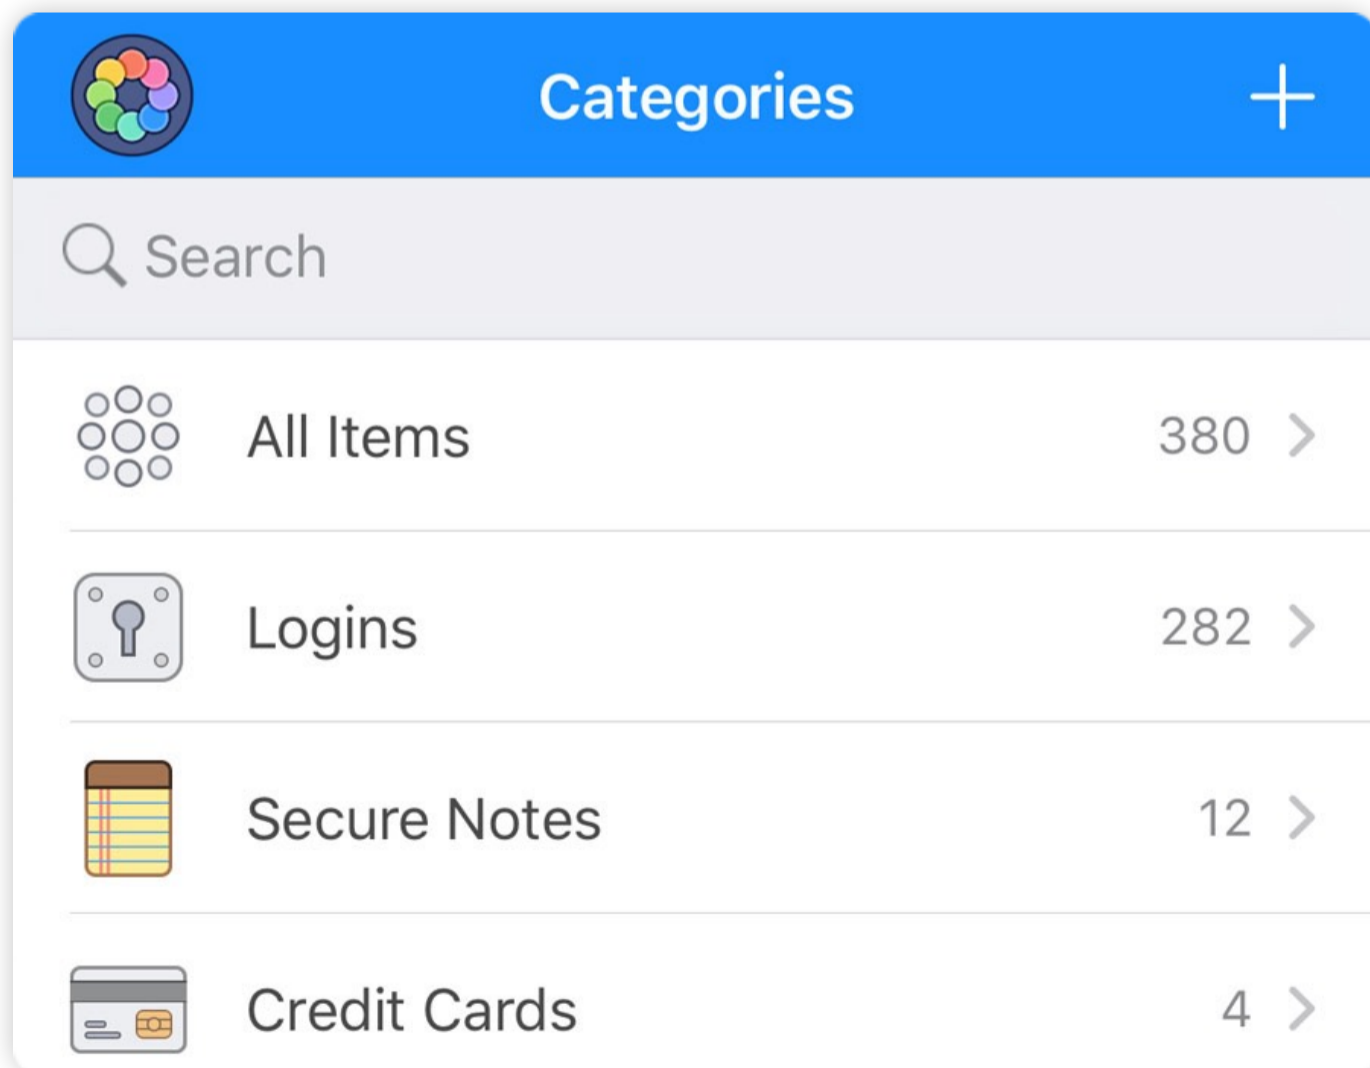 Categories
Search
All Items 380
Logins 282
Secure Notes 12
Credit Cards 4